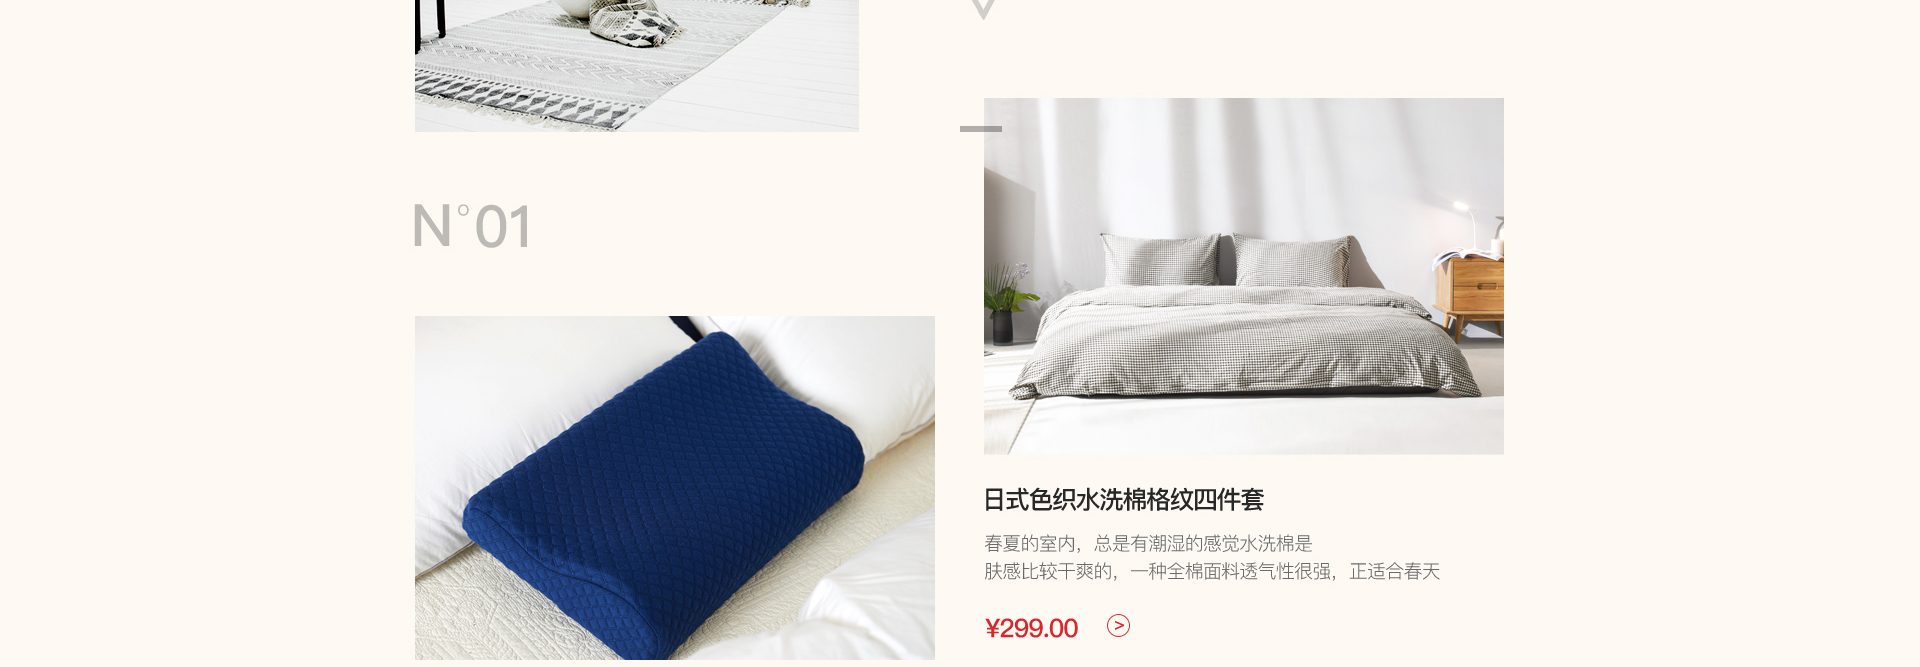 N°01
日式色织水洗棉格纹四件套
春夏的室内，总是有潮湿的感觉水洗棉是
肤感比较干爽的，一种全棉面料透气性很强，正适合春天
¥299.00 >